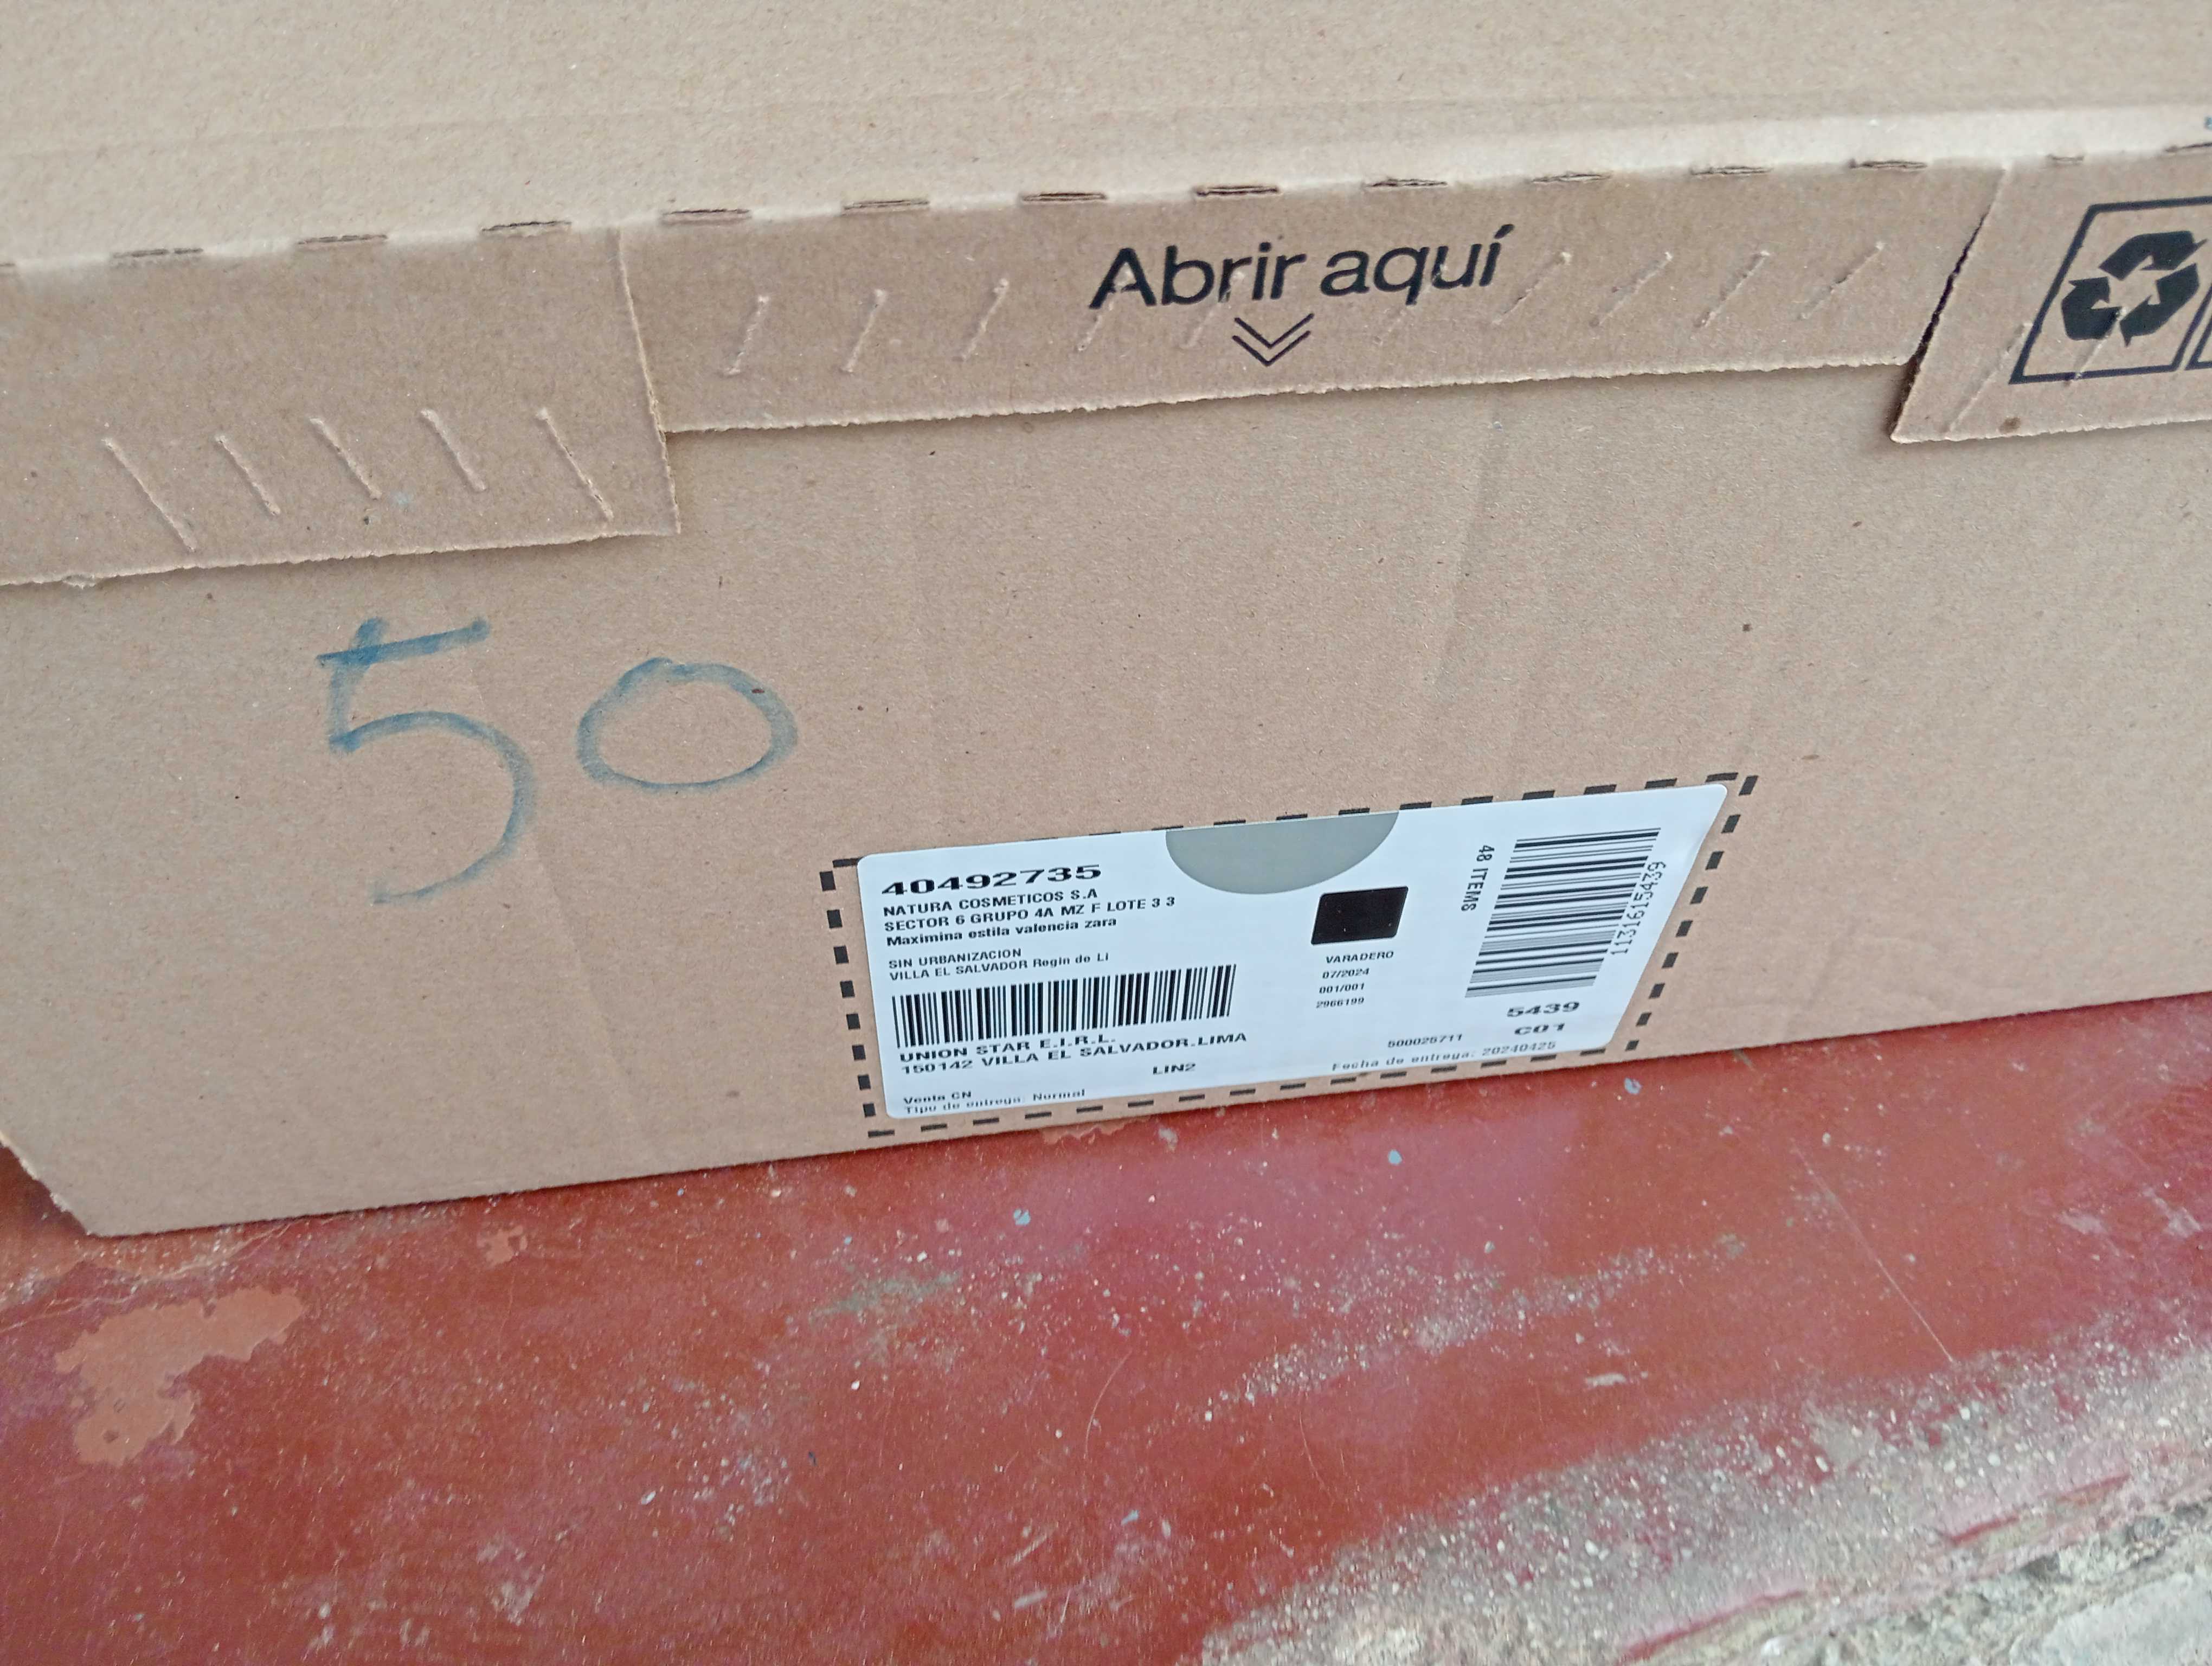 Abrir aquí
50
40492735
NATURA COSMETICOS S.A
SECTOR 6 GRUPO 4A MZ F LOTE 3 3
Maximina estila valencia zara
SIN URBANIZACION
VILLA EL SALVADOR Regin de Li
UNION STAR E.I.R.L.
150142 VILLA EL SALVADOR.LIMA
LIN2
Venta CN
Tipo de entrega: Normal
VARADERO
07/2024
001/001
2966199
48 ITEMS
1131615439
5439
C01
500025711
Fecha de entrega: 20240425